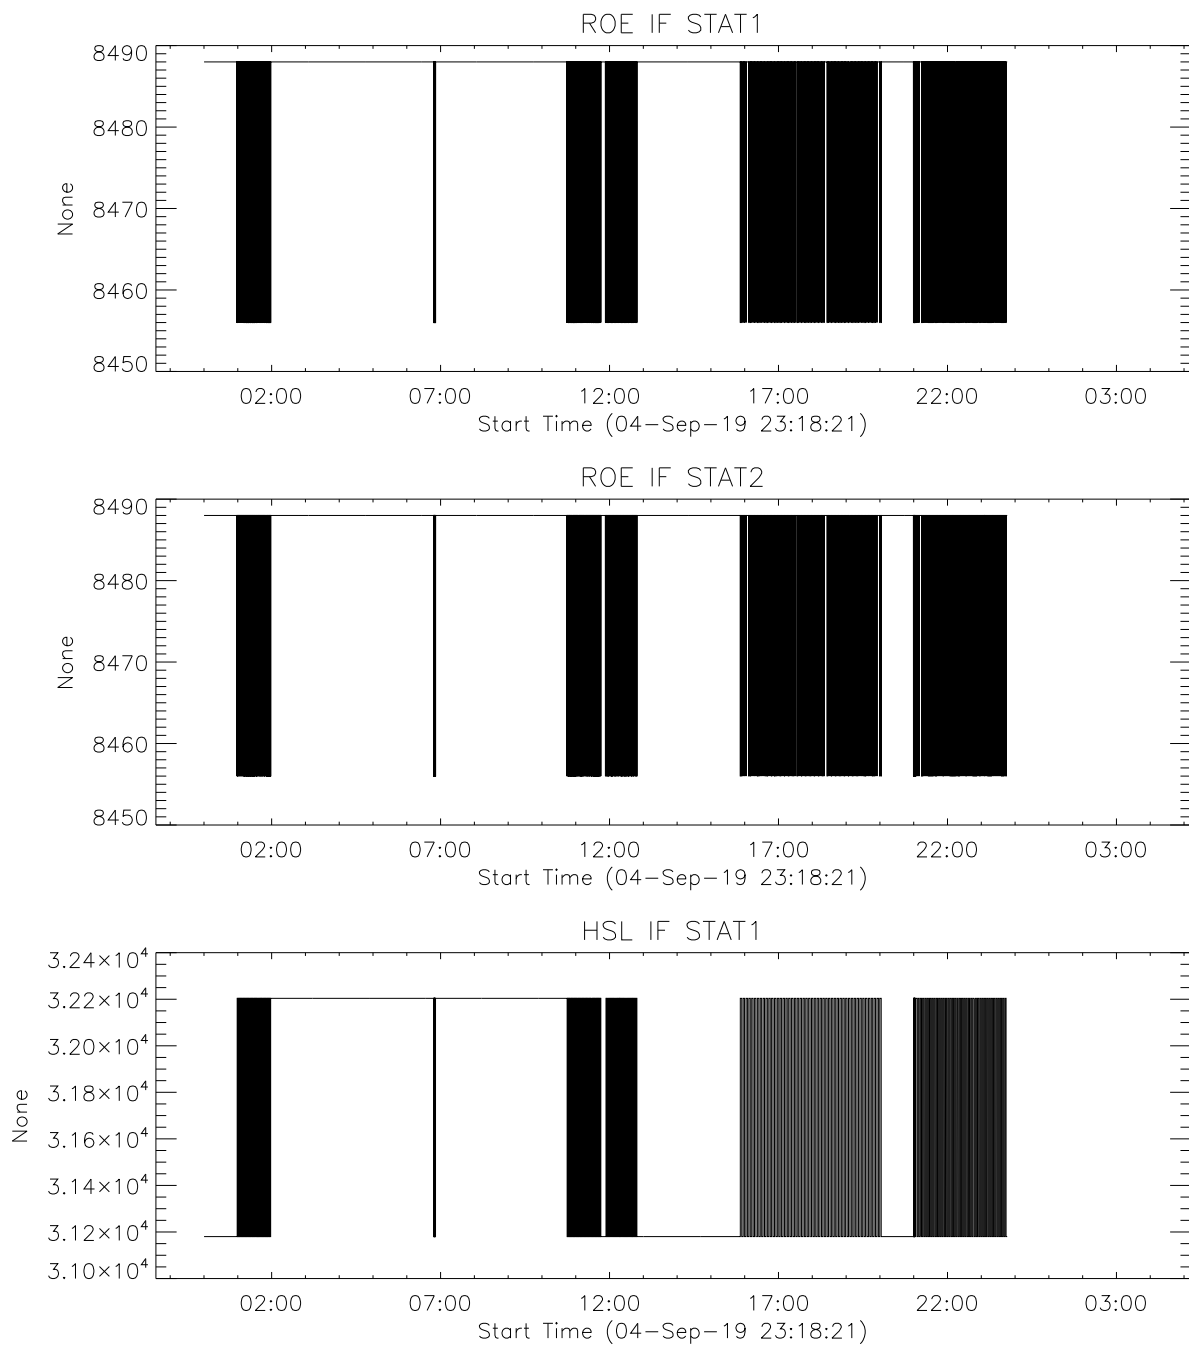 ROE IF STAT1
8490
8480
8470
8460
8450
None
02:00 07:00 12:00 17:00 22:00 03:00
Start Time (04-Sep-19 23:18:21)
ROE IF STAT2
8490
8480
8470
8460
8450
None
02:00 07:00 12:00 17:00 22:00 03:00
Start Time (04-Sep-19 23:18:21)
HSL IF STAT1
3.24×10⁴
3.22×10⁴
3.20×10⁴
3.18×10⁴
3.16×10⁴
3.14×10⁴
3.12×10⁴
3.10×10⁴
None
02:00 07:00 12:00 17:00 22:00 03:00
Start Time (04-Sep-19 23:18:21)